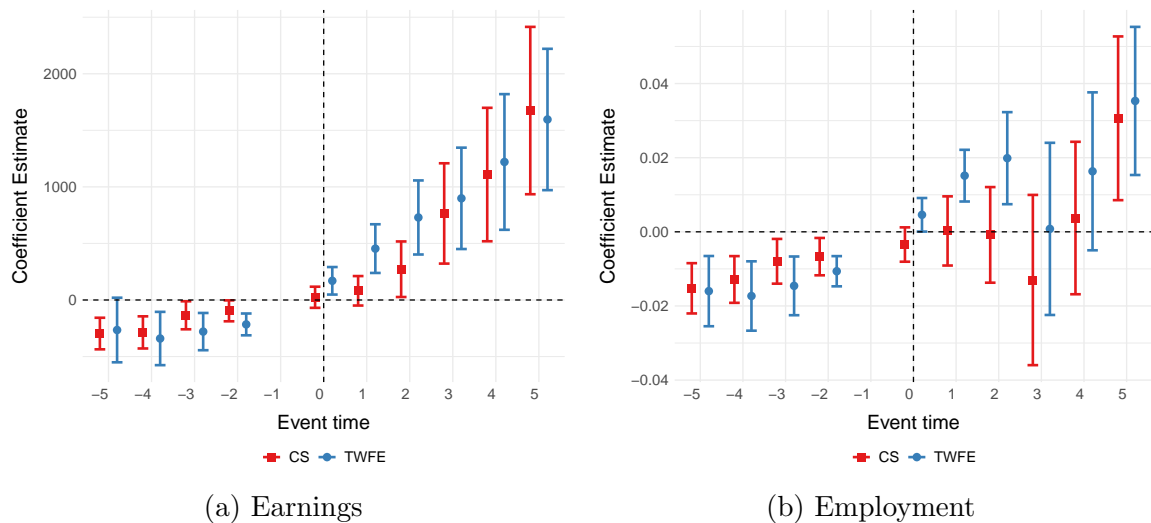 Coefficient Estimate
2000
1000
0
−5 −4 −3 −2 −1 0 1 2 3 4 5
Event time
CS TWFE
(a) Earnings
Coefficient Estimate
0.04
0.02
0.00
−0.02
−0.04
−5 −4 −3 −2 −1 0 1 2 3 4 5
Event time
CS TWFE
(b) Employment